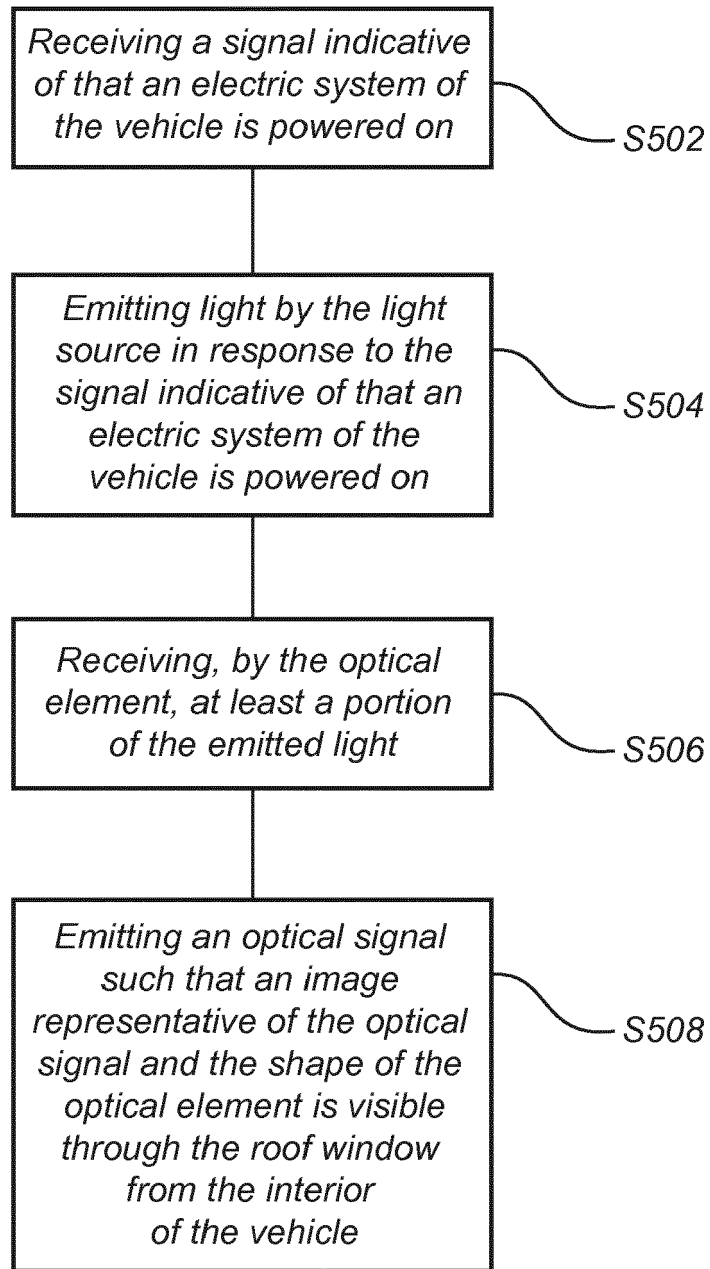 Receiving a signal indicative
of that an electric system of
the vehicle is powered on
S502
Emitting light by the light
source in response to the
signal indicative of that an
electric system of the
vehicle is powered on
S504
Receiving, by the optical
element, at least a portion
of the emitted light
S506
Emitting an optical signal
such that an image
representative of the optical
signal and the shape of the
optical element is visible
through the roof window
from the interior
of the vehicle
S508